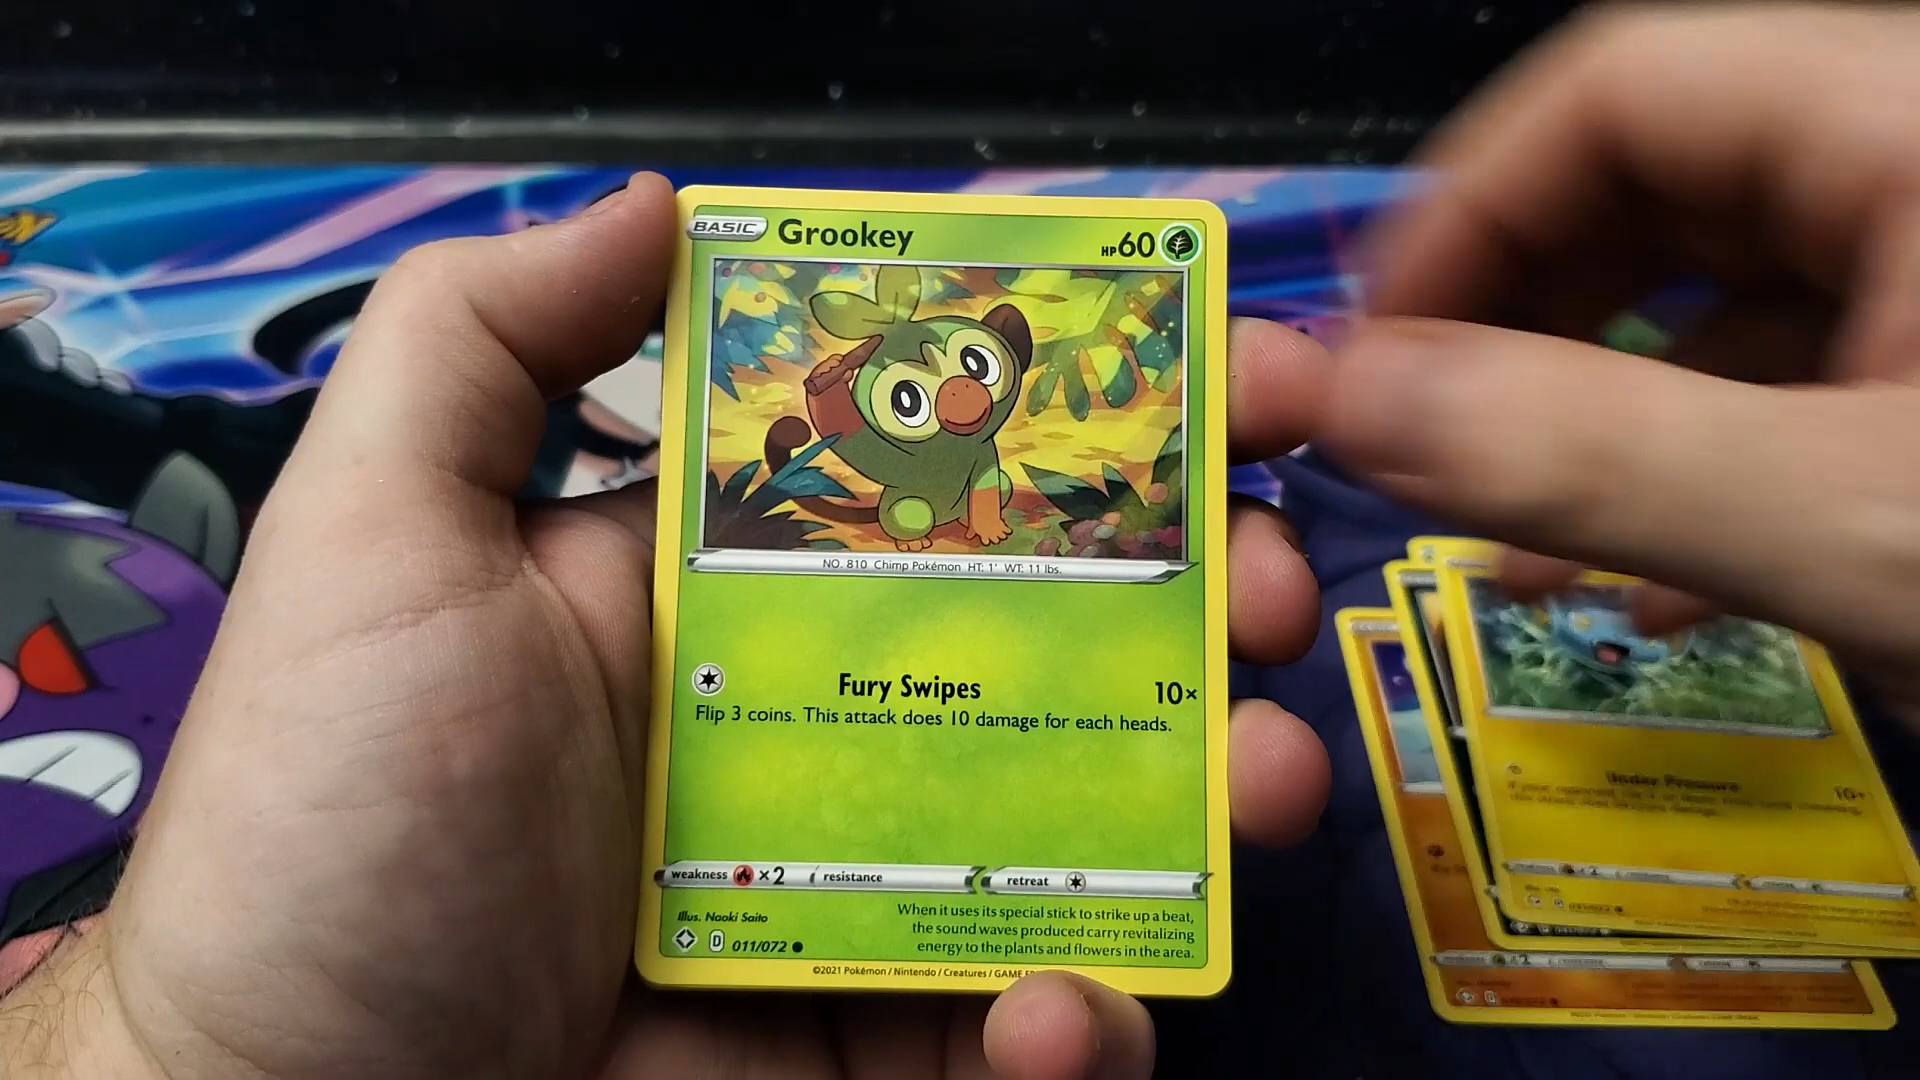 BASIC Grookey HP 60
NO. 810 Chimp Pokémon HT: 1' WT: 11 lbs.
Fury Swipes 10×
Flip 3 coins. This attack does 10 damage for each heads.
weakness ×2 resistance retreat
Illus. Naoki Saito
When it uses its special stick to strike up a beat,
the sound waves produced carry revitalizing
energy to the plants and flowers in the area.
D 011/072
©2021 Pokémon / Nintendo / Creatures / GAME
Under Pressure 10+